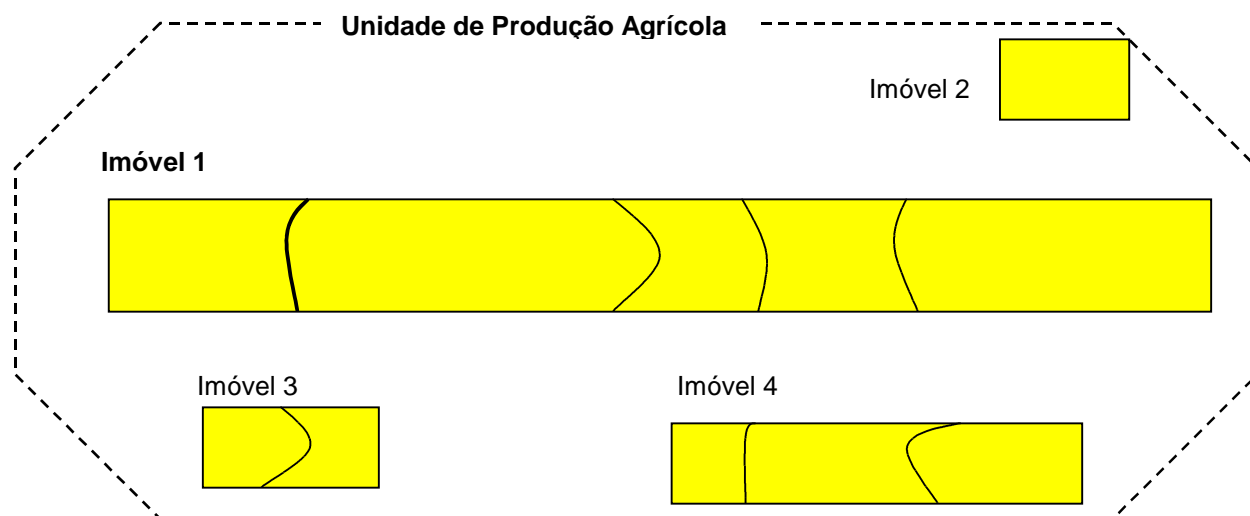 Unidade de Produção Agrícola
Imóvel 2
Imóvel 1
Imóvel 3
Imóvel 4